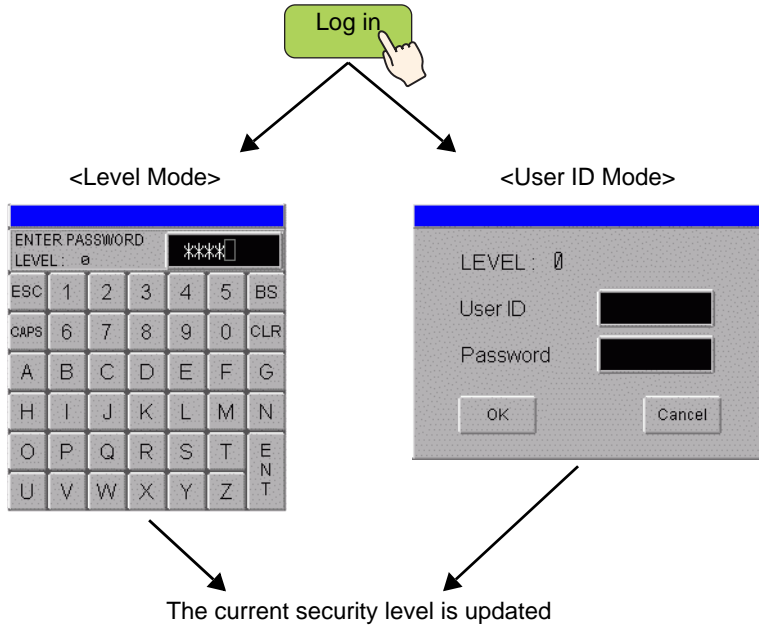 Log in
<Level Mode>
<User ID Mode>
ENTER PASSWORD
LEVEL : 0
****
ESC 1 2 3 4 5 BS
CAPS 6 7 8 9 0 CLR
A B C D E F G
H I J K L M N
O P Q R S T ENT
U V W X Y Z
LEVEL : 0
User ID
Password
OK Cancel
The current security level is updated